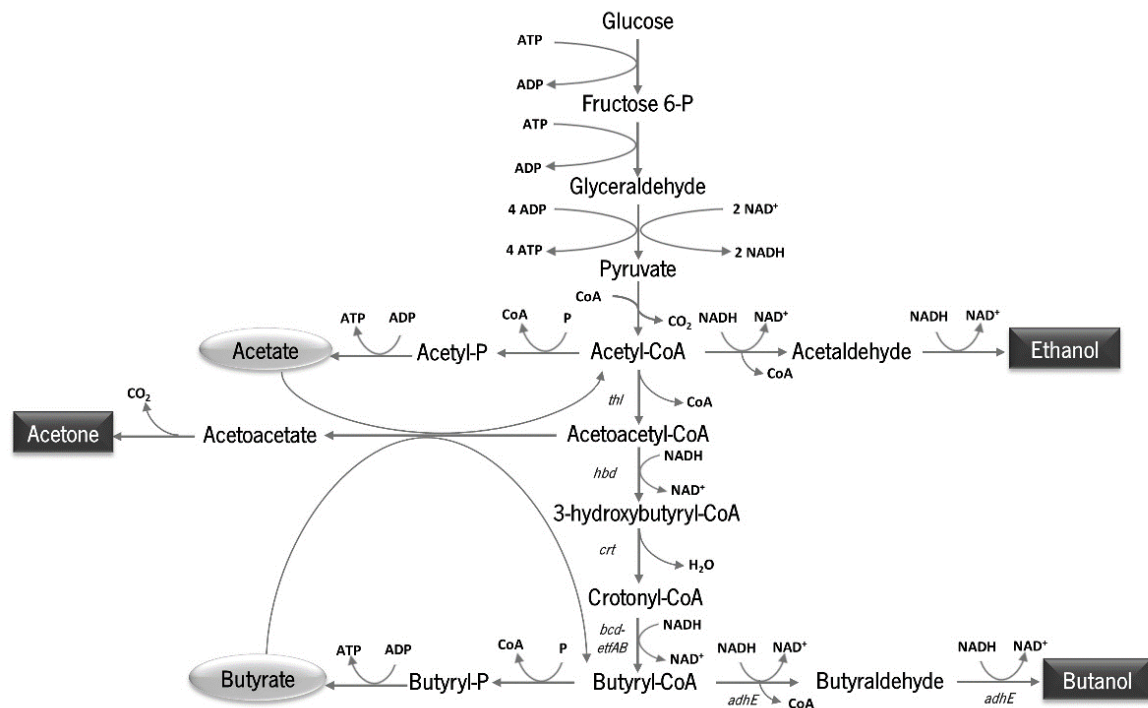 Glucose
ATP
ADP
Fructose 6-P
ATP
ADP
Glyceraldehyde
4 ADP 2 NAD⁺
4 ATP 2 NADH
Pyruvate
CoA
CO₂
ATP ADP CoA P NADH NAD⁺ NADH NAD⁺
Acetate Acetyl-P Acetyl-CoA Acetaldehyde Ethanol
CoA
CO₂ thl CoA
Acetone Acetoacetate Acetoacetyl-CoA
NADH
hbd
NAD⁺
3-hydroxybutyryl-CoA
crt
H₂O
Crotonyl-CoA
bcd- NADH
etfAB
NAD⁺
ATP ADP CoA P NADH NAD⁺ NADH NAD⁺
Butyrate Butyryl-P Butyryl-CoA Butyraldehyde Butanol
adhE CoA adhE